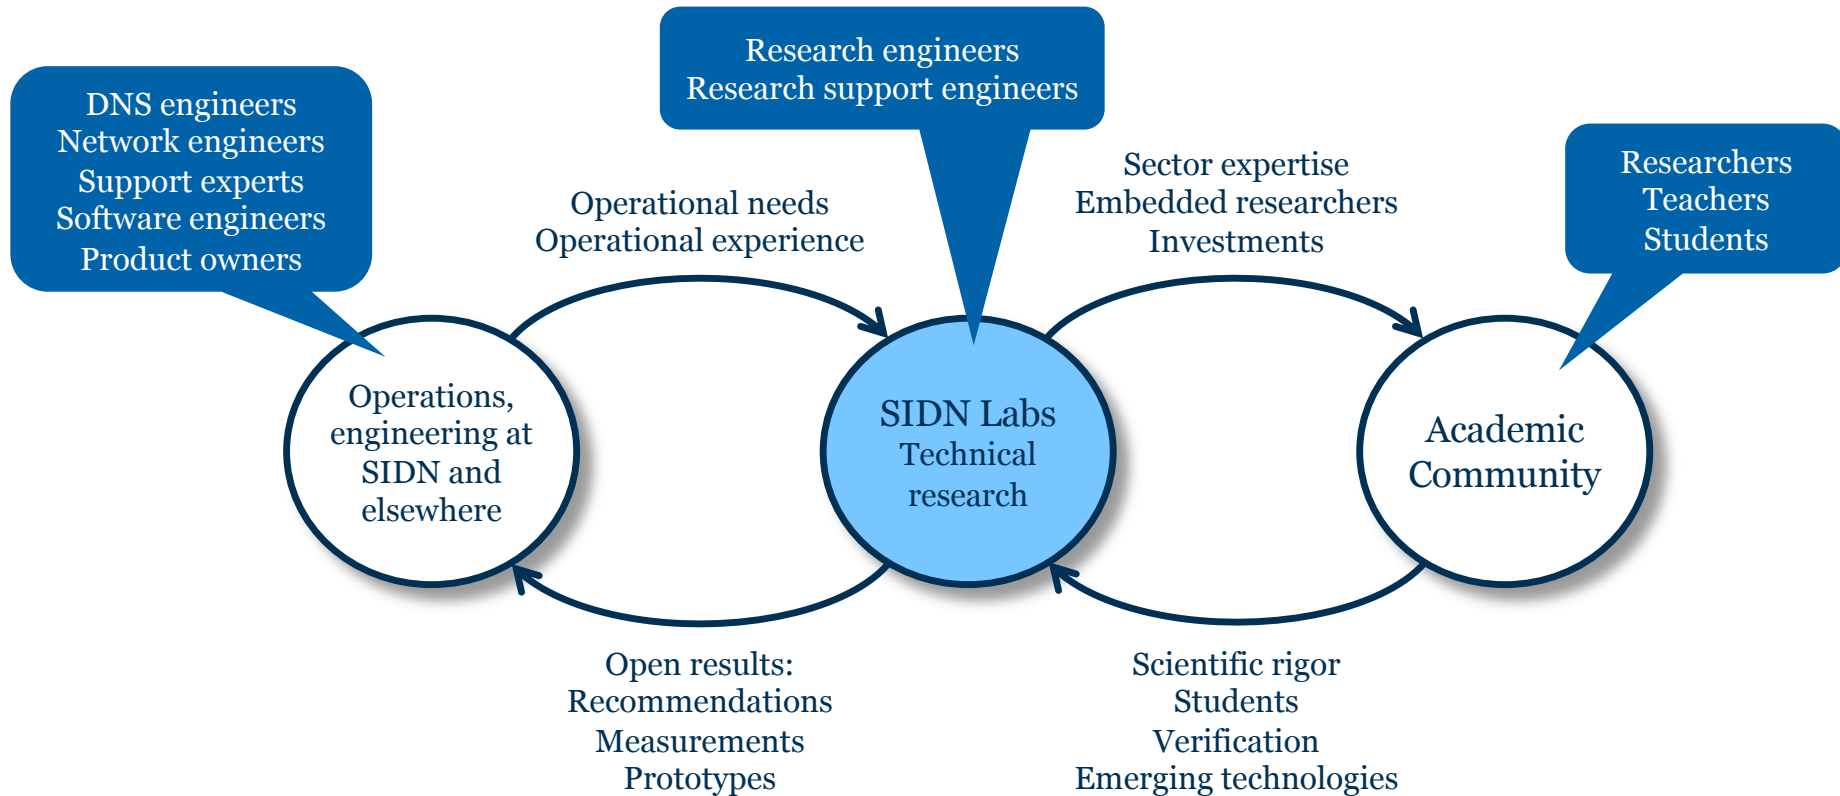 DNS engineers
Network engineers
Support experts
Software engineers
Product owners
Research engineers
Research support engineers
Researchers
Teachers
Students
Operational needs
Operational experience
Sector expertise
Embedded researchers
Investments
Operations,
engineering at
SIDN and
elsewhere
SIDN Labs
Technical
research
Academic
Community
Open results:
Recommendations
Measurements
Prototypes
Scientific rigor
Students
Verification
Emerging technologies